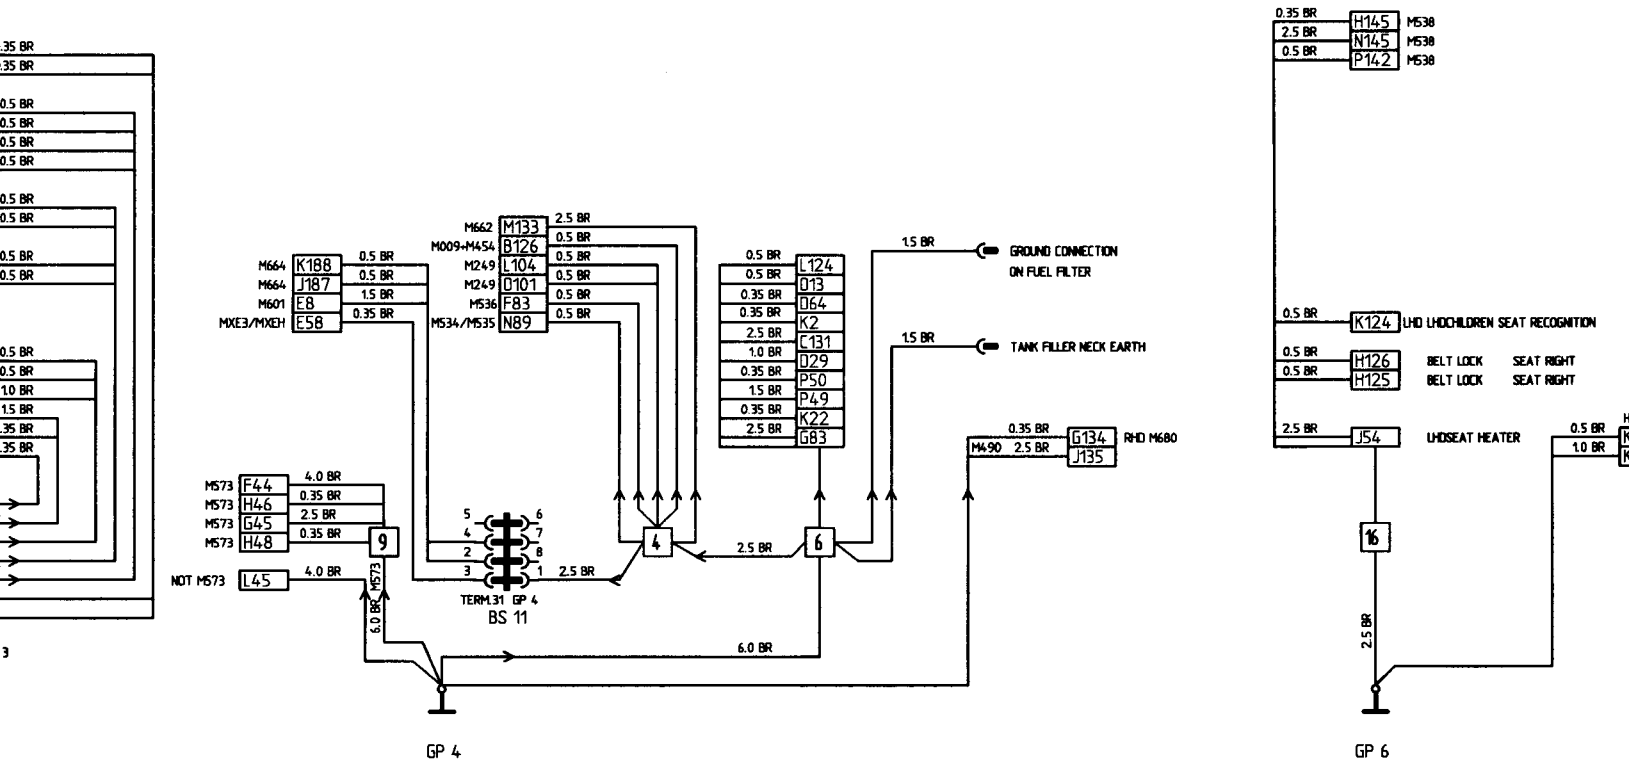 .35 BR
.35 BR
0.5 BR
0.5 BR
0.5 BR
0.5 BR
0.5 BR
0.5 BR
0.5 BR
0.5 BR
0.5 BR
0.5 BR
1.0 BR
1.5 BR
.35 BR
.35 BR
3
M664 K188 0.5 BR
M664 J187 0.5 BR
M601 E8 1.5 BR
MXE3/MXEH E58 0.35 BR
M662 M133 2.5 BR
M009+M454 B126 0.5 BR
M249 L104 0.5 BR
M249 D101 0.5 BR
M536 F83 0.5 BR
M534/M535 N89 0.5 BR
0.5 BR L124
0.5 BR D13
0.35 BR D64
0.35 BR K2
2.5 BR C131
1.0 BR D29
0.35 BR P50
1.5 BR P49
0.35 BR K22
2.5 BR G83
1.5 BR GROUND CONNECTION
ON FUEL FILTER
1.5 BR TANK FILLER NECK EARTH
0.35 BR G134 RHD M680
M490 2.5 BR J135
M573 F44 4.0 BR
M573 H46 0.35 BR
M573 G45 2.5 BR
M573 H48 0.35 BR
9
NOT M573 L45 4.0 BR
6.0 BR M573
5 6
4 7
2 8
3 1
2.5 BR
TERM.31 GP 4
BS 11
4
2.5 BR
6
6.0 BR
GP 4
0.35 BR H145 M538
2.5 BR N145 M538
0.5 BR P142 M538
0.5 BR K124 LHD LHDCHILDREN SEAT RECOGNITION
0.5 BR H126 BELT LOCK SEAT RIGHT
0.5 BR H125 BELT LOCK SEAT RIGHT
2.5 BR J54 LHDSEAT HEATER
16
2.5 BR
H
0.5 BR K
1.0 BR K
GP 6